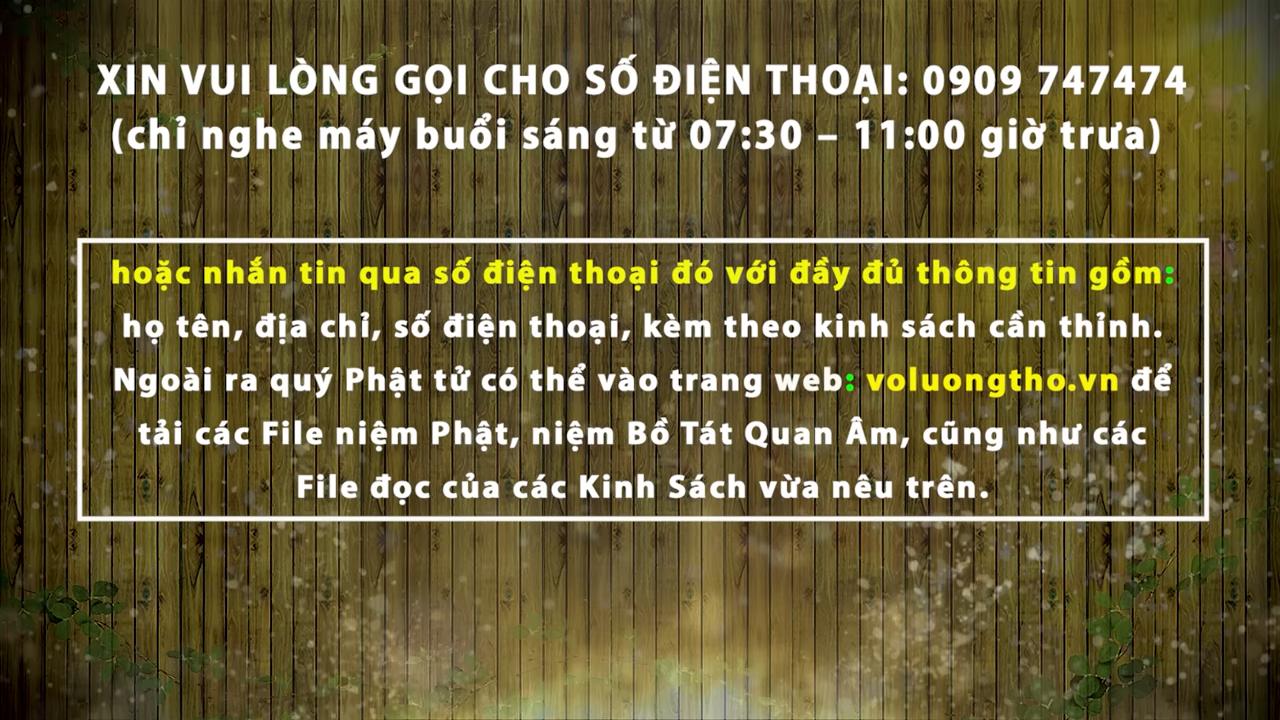 XIN VUI LÒNG GỌI CHO SỐ ĐIỆN THOẠI: 0909 747474
(chỉ nghe máy buổi sáng từ 07:30 – 11:00 giờ trưa)
hoặc nhắn tin qua số điện thoại đó với đầy đủ thông tin gồm:
họ tên, địa chỉ, số điện thoại, kèm theo kinh sách cần thỉnh.
Ngoài ra quý Phật tử có thể vào trang web: voluongtho.vn để
tải các File niệm Phật, niệm Bồ Tát Quan Âm, cũng như các
File đọc của các Kinh Sách vừa nêu trên.